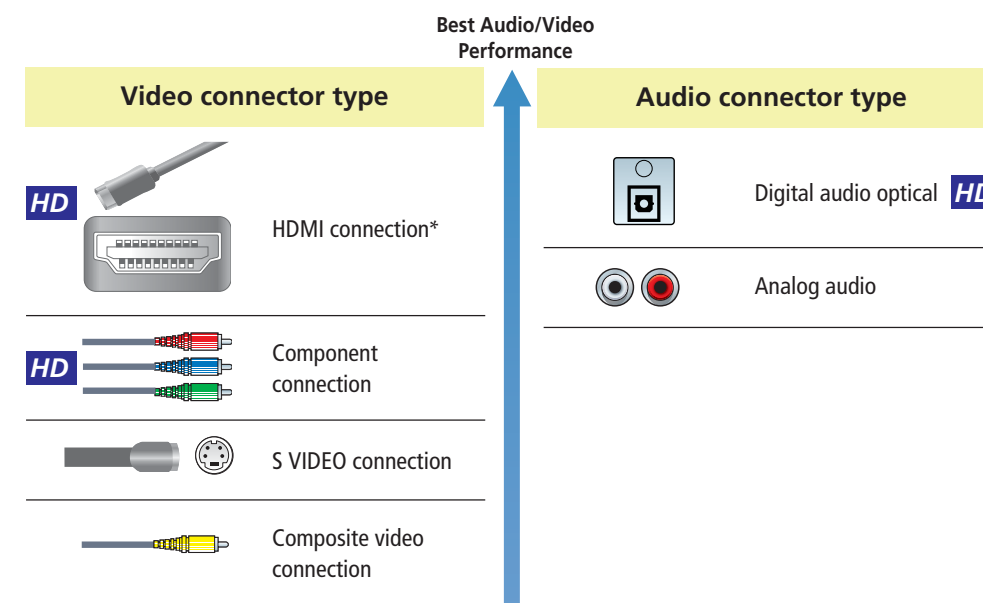 Best Audio/Video
Performance
Video connector type
HD
HDMI connection*
HD
Component
connection
S VIDEO connection
Composite video
connection
Audio connector type
Digital audio optical HD
Analog audio